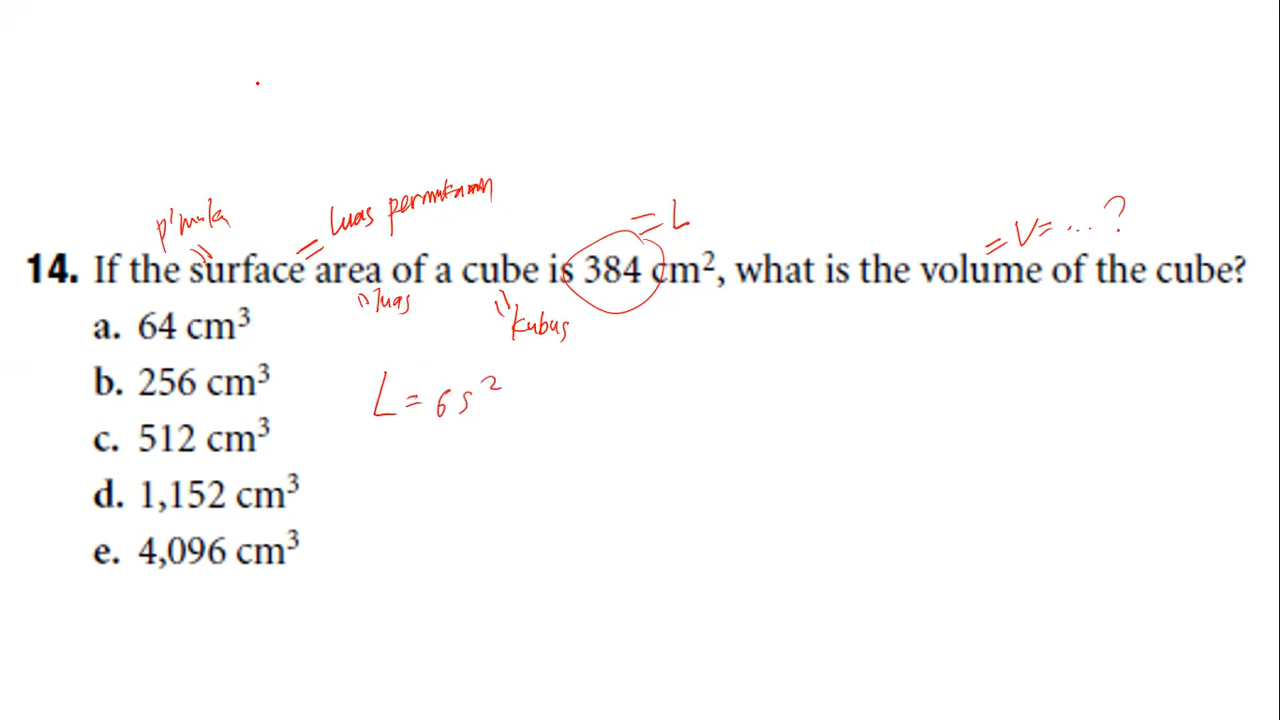 p'muka
= Luas permukaan
= L
= V = ... ?
14. If the surface area of a cube is 384 cm², what is the volume of the cube?
luas
kubus
a. 64 cm³
b. 256 cm³
L = 6s²
c. 512 cm³
d. 1,152 cm³
e. 4,096 cm³